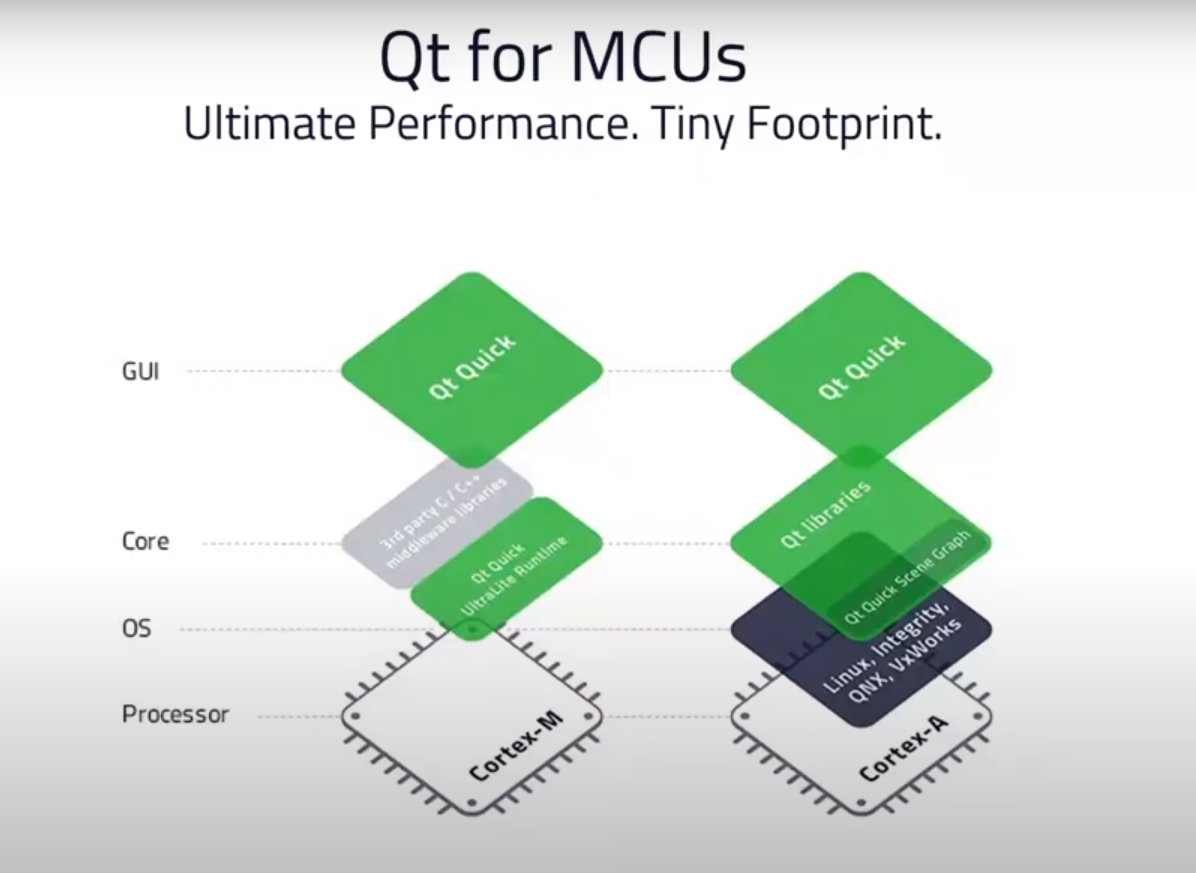 Qt for MCUs
Ultimate Performance. Tiny Footprint.
GUI
Qt Quick
Qt Quick
Core
3rd party C / C++
middleware libraries
Qt Quick
UltraLite Runtime
Qt libraries
Qt Quick Scene Graph
OS
Linux, Integrity,
QNX, VxWorks
Processor
Cortex-M
Cortex-A